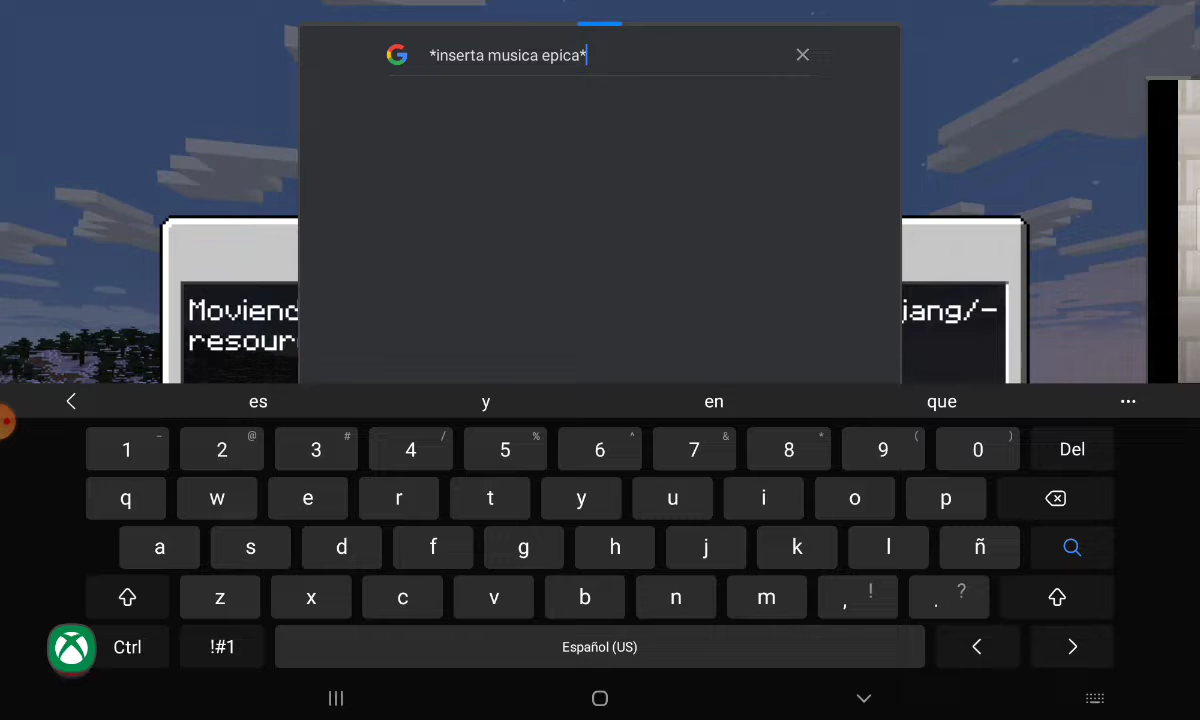 *inserta musica epica*
Moviend
jang/-
resour
es y en que ...
1 - 2 @ 3 # 4 / 5 % 6 ^ 7 & 8 * 9 ( 0 ) Del
q w e r t y u i o p
a s d f g h j k l ñ
z x c v b n m , ! . ?
Ctrl !#1 Español (US)